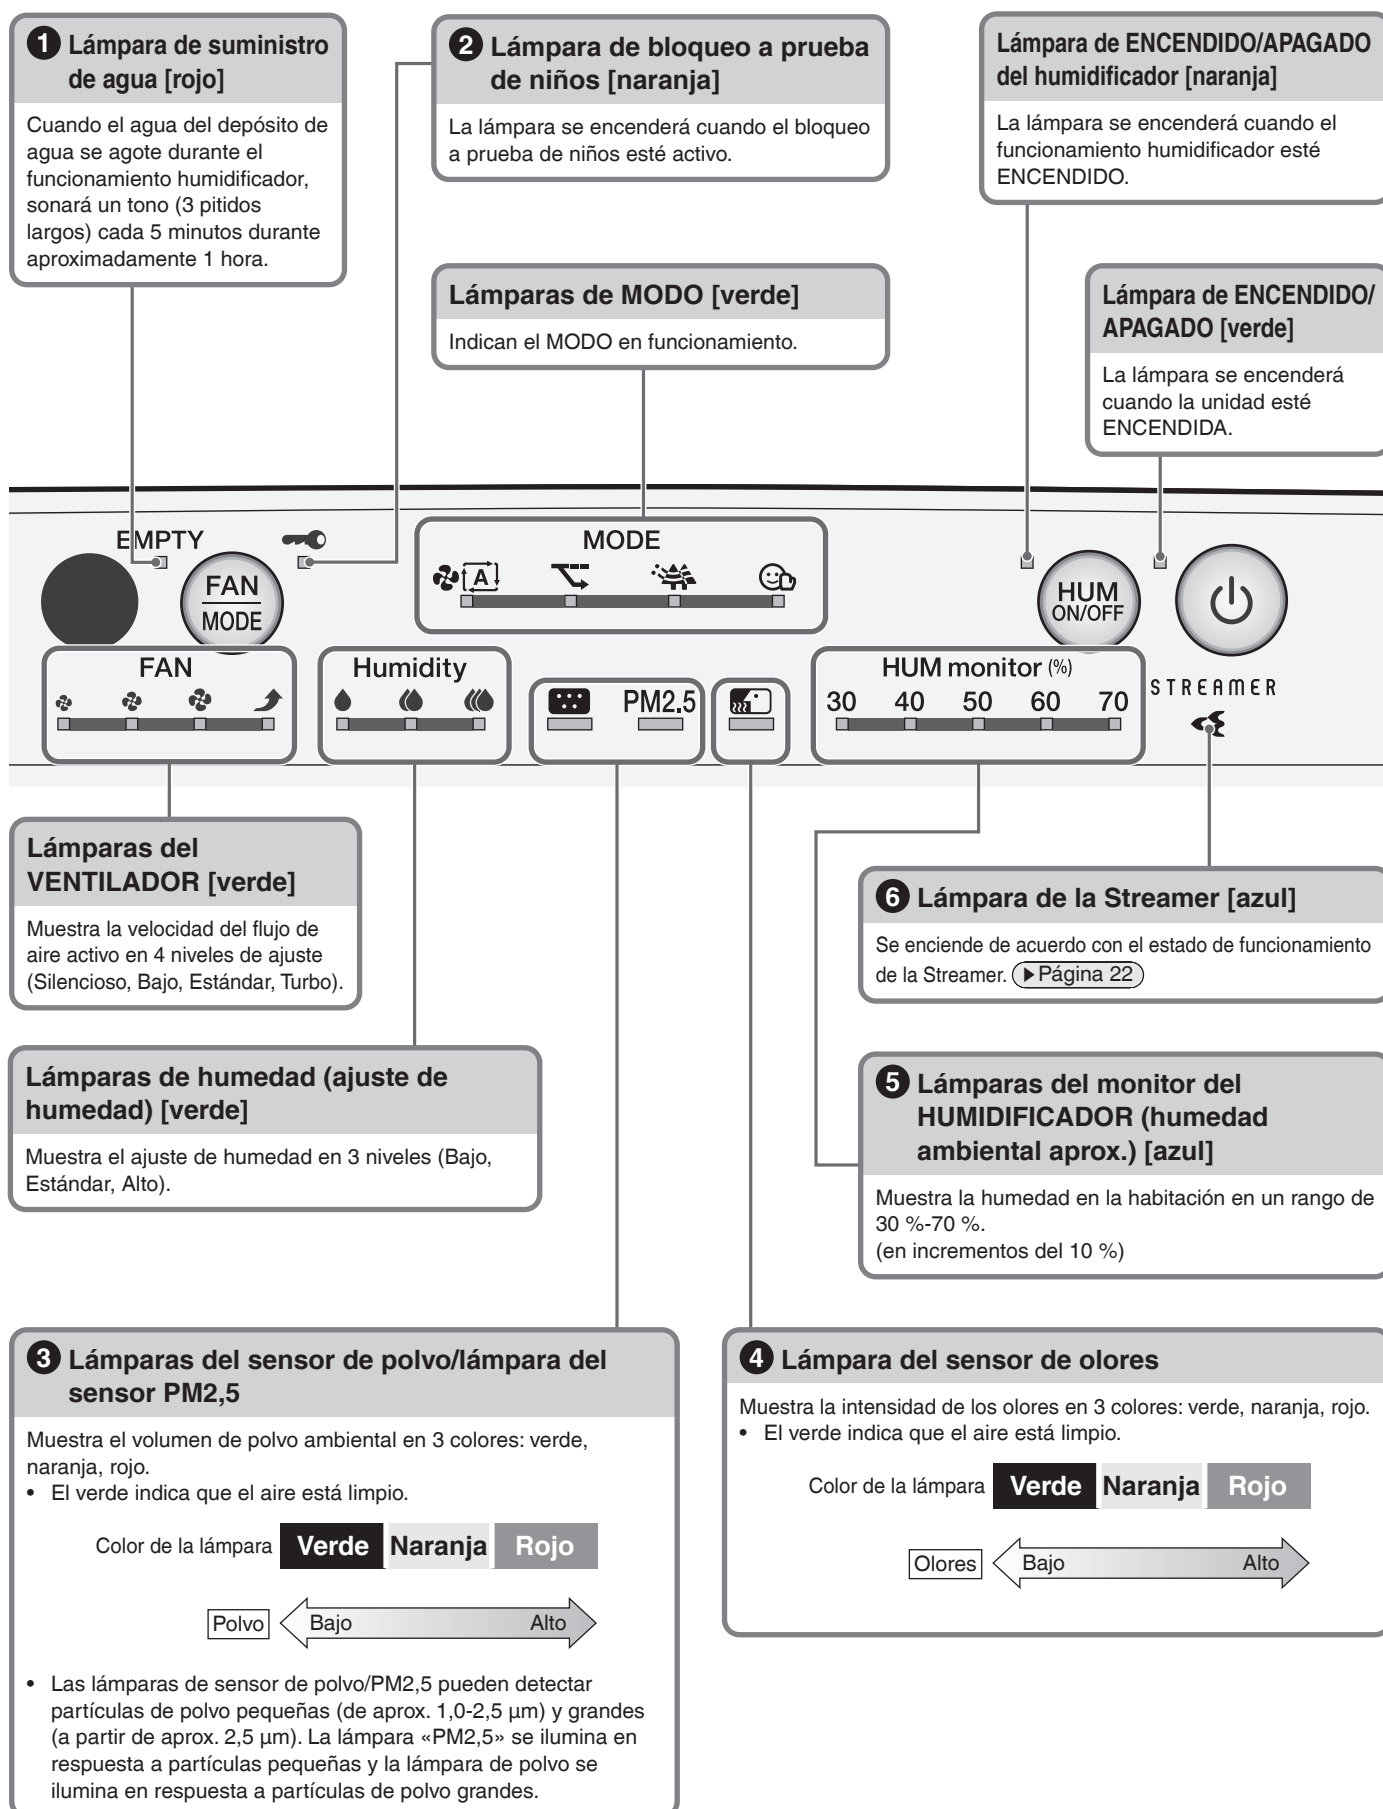 1 Lámpara de suministro
de agua [rojo]
Cuando el agua del depósito de
agua se agote durante el
funcionamiento humidificador,
sonará un tono (3 pitidos
largos) cada 5 minutos durante
aproximadamente 1 hora.
2 Lámpara de bloqueo a prueba
de niños [naranja]
La lámpara se encenderá cuando el bloqueo
a prueba de niños esté activo.
Lámpara de ENCENDIDO/APAGADO
del humidificador [naranja]
La lámpara se encenderá cuando el
funcionamiento humidificador esté
ENCENDIDO.
Lámparas de MODO [verde]
Indican el MODO en funcionamiento.
Lámpara de ENCENDIDO/
APAGADO [verde]
La lámpara se encenderá
cuando la unidad esté
ENCENDIDA.
EMPTY
FAN
MODE
MODE
A
HUM
ON/OFF
FAN
Humidity
PM2.5
HUM monitor (%)
30 40 50 60 70
STREAMER
Lámparas del
VENTILADOR [verde]
Muestra la velocidad del flujo de
aire activo en 4 niveles de ajuste
(Silencioso, Bajo, Estándar, Turbo).
6 Lámpara de la Streamer [azul]
Se enciende de acuerdo con el estado de funcionamiento
de la Streamer. ▶Página 22
Lámparas de humedad (ajuste de
humedad) [verde]
Muestra el ajuste de humedad en 3 niveles (Bajo,
Estándar, Alto).
5 Lámparas del monitor del
HUMIDIFICADOR (humedad
ambiental aprox.) [azul]
Muestra la humedad en la habitación en un rango de
30 %-70 %.
(en incrementos del 10 %)
3 Lámparas del sensor de polvo/lámpara del
sensor PM2,5
Muestra el volumen de polvo ambiental en 3 colores: verde,
naranja, rojo.
• El verde indica que el aire está limpio.
Color de la lámpara Verde Naranja Rojo
Polvo Bajo Alto
• Las lámparas de sensor de polvo/PM2,5 pueden detectar
partículas de polvo pequeñas (de aprox. 1,0-2,5 μm) y grandes
(a partir de aprox. 2,5 μm). La lámpara «PM2,5» se ilumina en
respuesta a partículas pequeñas y la lámpara de polvo se
ilumina en respuesta a partículas de polvo grandes.
4 Lámpara del sensor de olores
Muestra la intensidad de los olores en 3 colores: verde, naranja, rojo.
• El verde indica que el aire está limpio.
Color de la lámpara Verde Naranja Rojo
Olores Bajo Alto